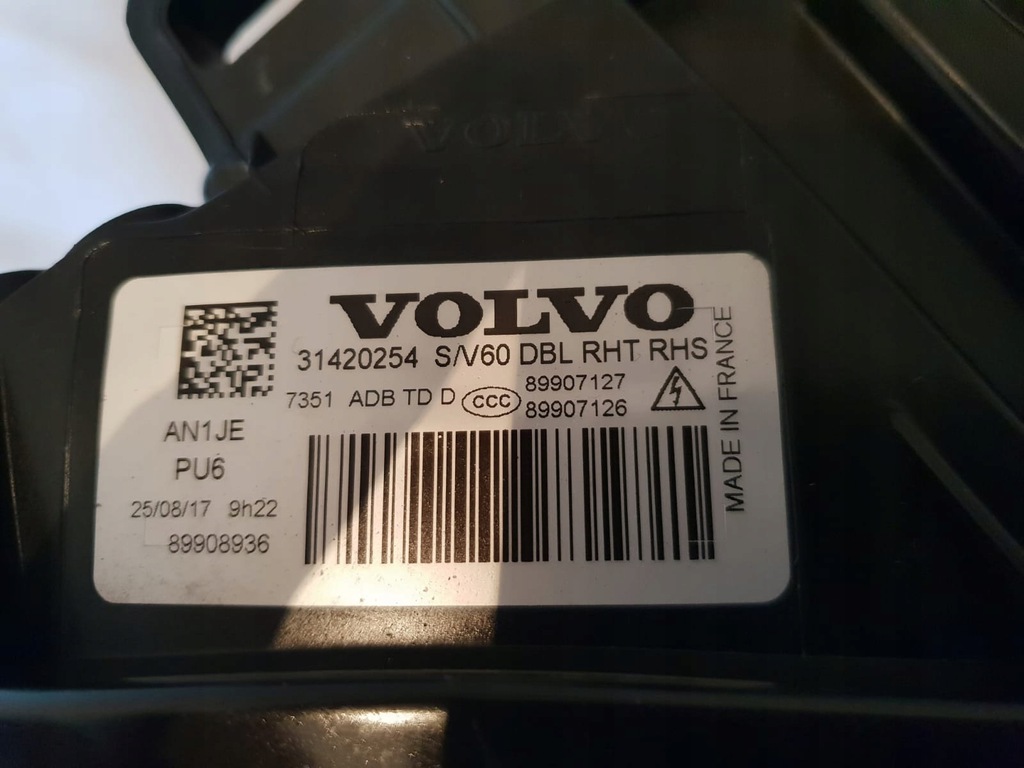 VOLVO
VOLVO
31420254 S/V60 DBL RHT RHS
7351 ADB TD D CCC 89907127
89907126
AN1JE
PU6
25/08/17 9h22
89908936
MADE IN FRANCE